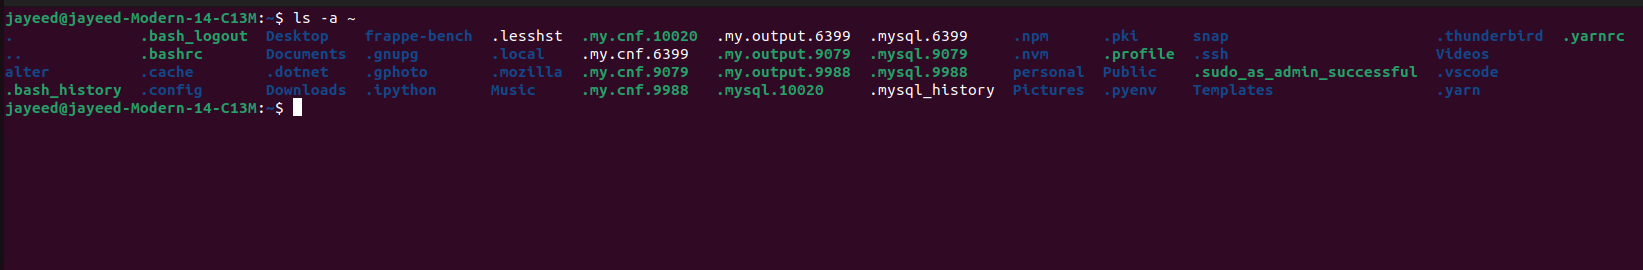 jayeed@jayeed-Modern-14-C13M:~$ ls -a ~
. .bash_logout Desktop frappe-bench .lesshst .my.cnf.10020 .my.output.6399 .mysql.6399 .npm .pki snap .thunderbird .yarnrc
.. .bashrc Documents .gnupg .local .my.cnf.6399 .my.output.9079 .mysql.9079 .nvm .profile .ssh Videos
alter .cache .dotnet .gphoto .mozilla .my.cnf.9079 .my.output.9988 .mysql.9988 personal Public .sudo_as_admin_successful .vscode
.bash_history .config Downloads .ipython Music .my.cnf.9988 .mysql.10020 .mysql_history Pictures .pyenv Templates .yarn
jayeed@jayeed-Modern-14-C13M:~$